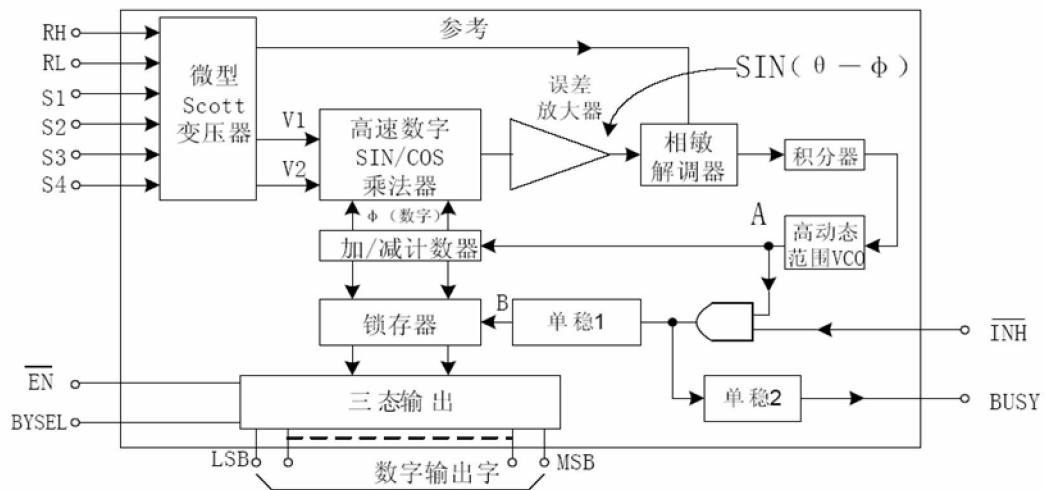 RH
RL
S1
S2
S3
S4
微型
Scott
变压器
参考
V1
V2
高速数字
SIN/COS
乘法器
误差
放大器
SIN(θ-ϕ)
相敏
解调器
积分器
ϕ(数字)
加/减计数器
A
高动态
范围VCO
锁存器
B
单稳1
INH
单稳2
BUSY
EN
BYSEL
三态输出
LSB
数字输出字
MSB